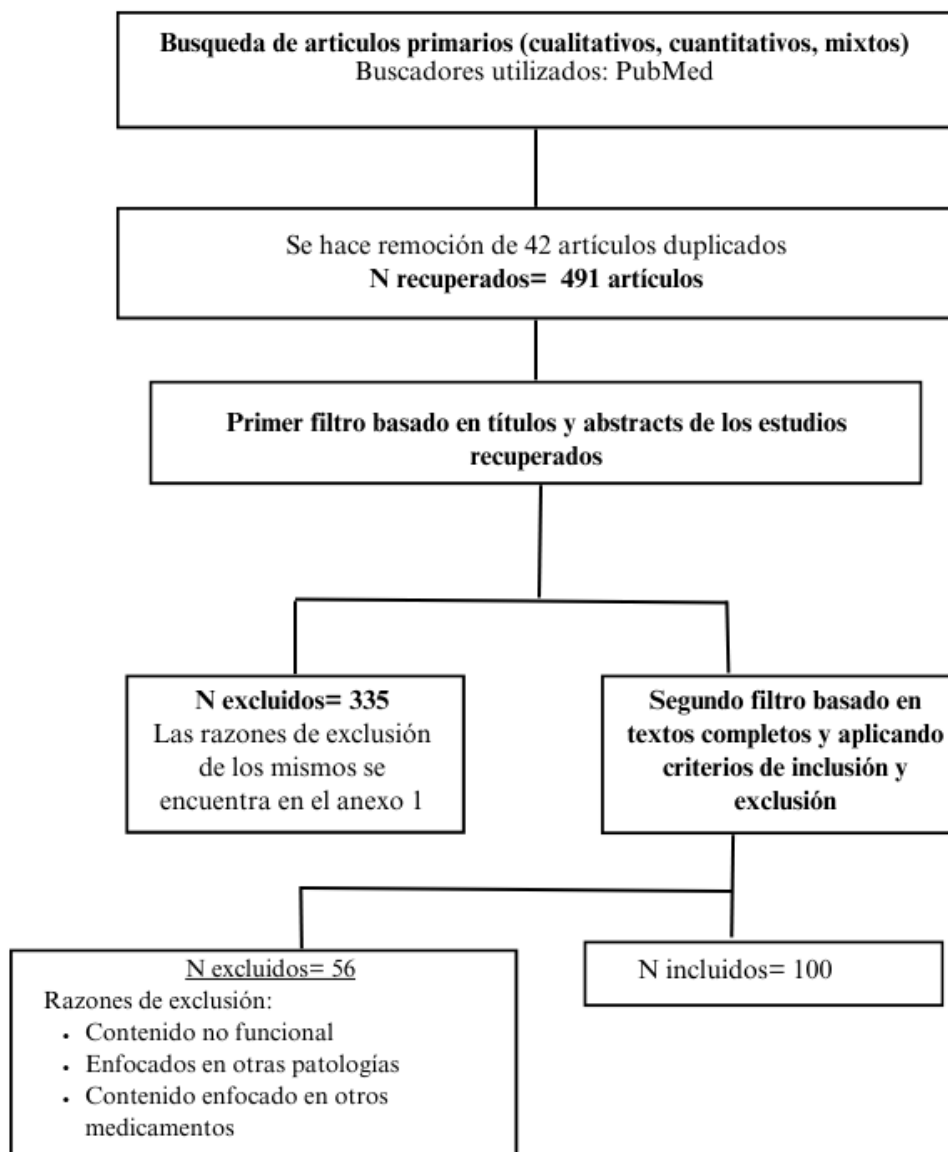 Busqueda de articulos primarios (cualitativos, cuantitativos, mixtos)
Buscadores utilizados: PubMed
Se hace remoción de 42 artículos duplicados
N recuperados= 491 artículos
Primer filtro basado en títulos y abstracts de los estudios
recuperados
N excluidos= 335
Las razones de exclusión
de los mismos se
encuentra en el anexo 1
Segundo filtro basado en
textos completos y aplicando
criterios de inclusión y
exclusión
N excluidos= 56
Razones de exclusión:
• Contenido no funcional
• Enfocados en otras patologías
• Contenido enfocado en otros
medicamentos
N incluidos= 100